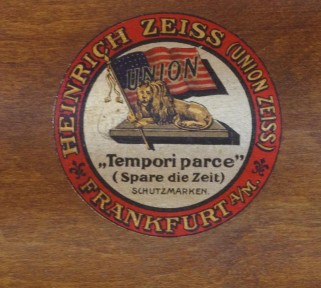 HEINRICH ZEISS (UNION ZEISS)
UNION
„Tempori parce"
(Spare die Zeit)
SCHUTZMARKEN.
FRANKFURT A/M.